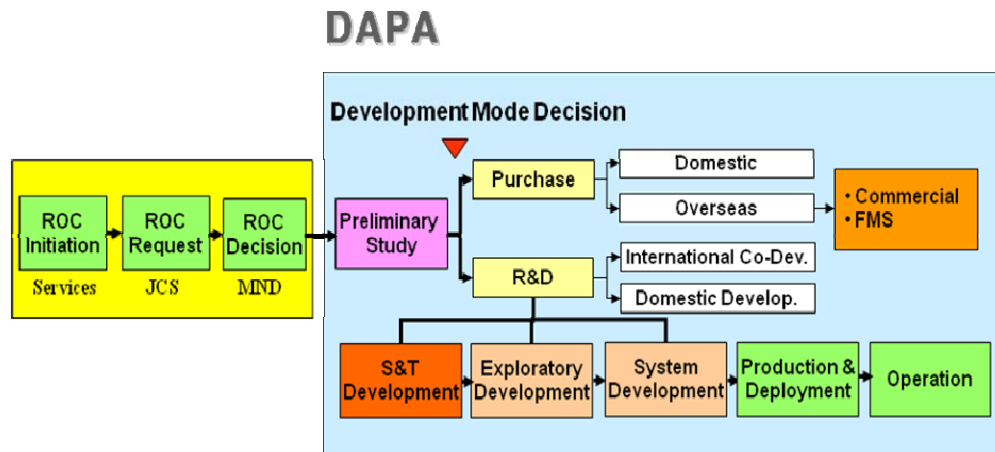 DAPA
Development Mode Decision
ROC
Initiation
Services
ROC
Request
JCS
ROC
Decision
MND
Preliminary
Study
Purchase
Domestic
Overseas
• Commercial
• FMS
R&D
International Co-Dev.
Domestic Develop.
S&T
Development
Exploratory
Development
System
Development
Production &
Deployment
Operation